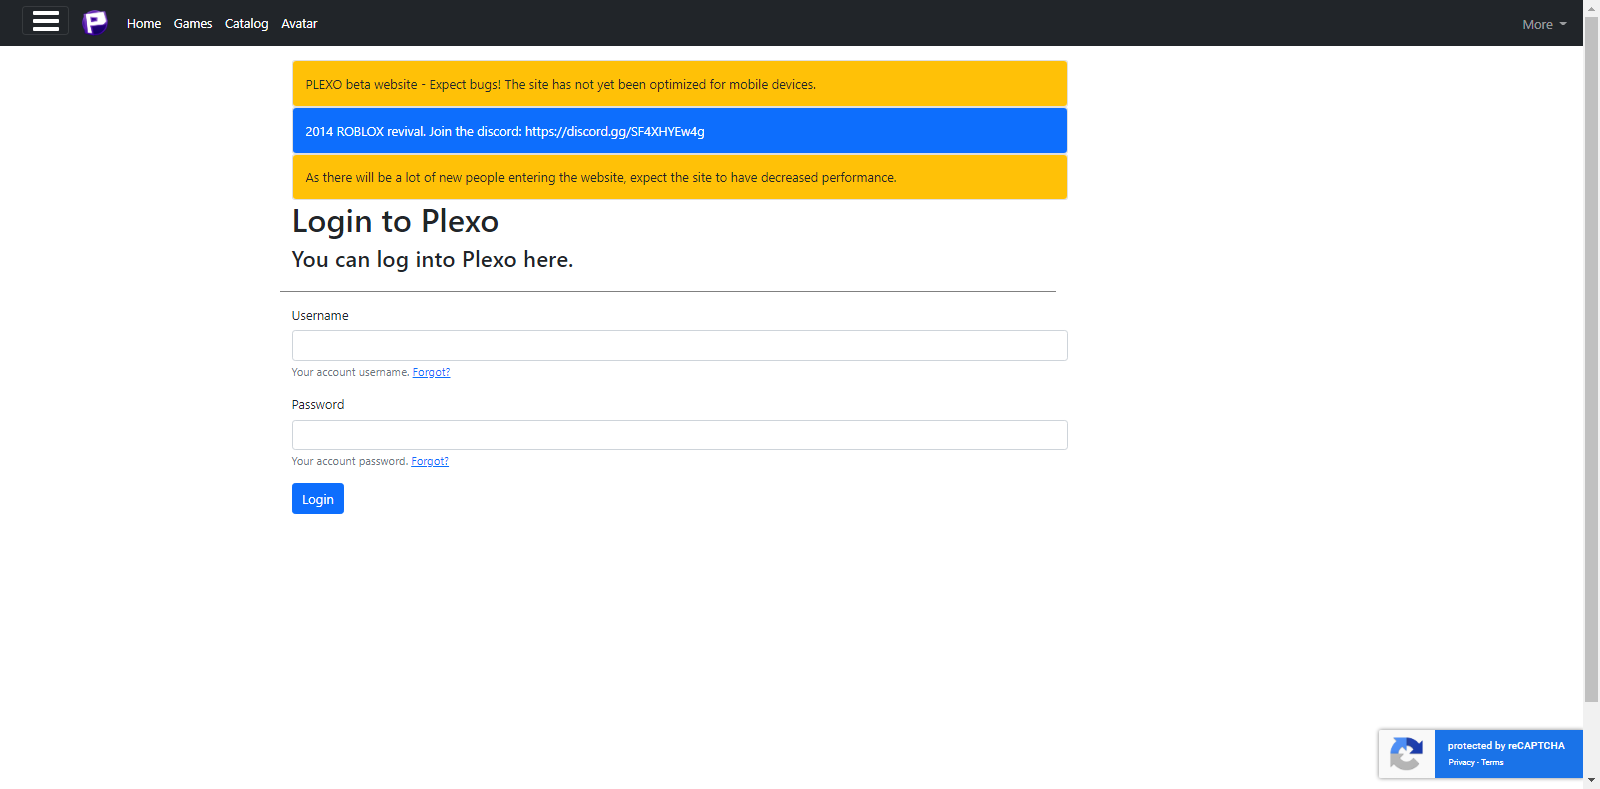 P Home Games Catalog Avatar More
PLEXO beta website - Expect bugs! The site has not yet been optimized for mobile devices.
2014 ROBLOX revival. Join the discord: https://discord.gg/SF4XHYEw4g
As there will be a lot of new people entering the website, expect the site to have decreased performance.
Login to Plexo
You can log into Plexo here.
Username
Your account username. Forgot?
Password
Your account password. Forgot?
Login
protected by reCAPTCHA
Privacy - Terms